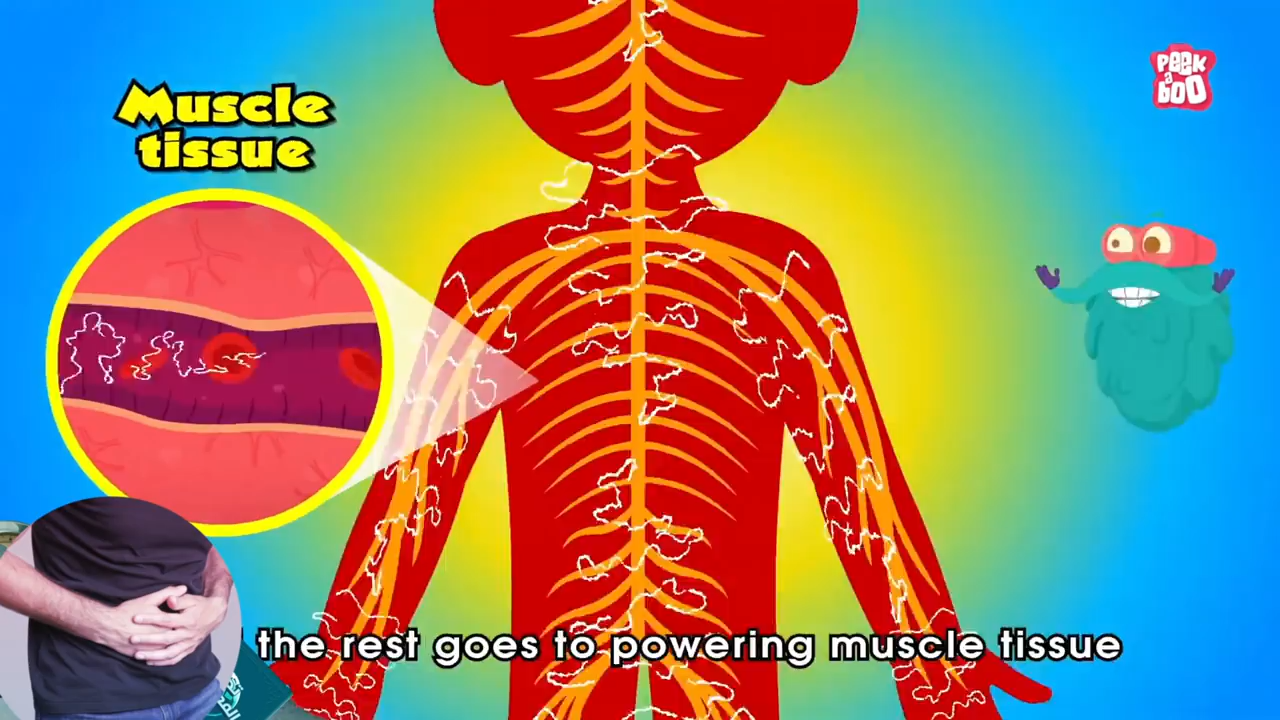 Muscle
tissue
PEEK
a
BOO
the rest goes to powering muscle tissue